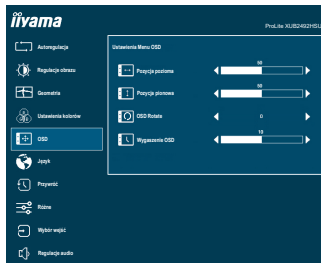 iiyama
ProLite XUB2492HSU
Autoregulacja
Regulacja obrazu
Geometria
Ustawienia kolorów
OSD
Język
Przywróć
Różne
Wybór wejść
Regulacja audio
Ustawienia Menu OSD
Pozycja pozioma
50
Pozycja pionowa
50
OSD Rotate
0
Wygaszenie OSD
10